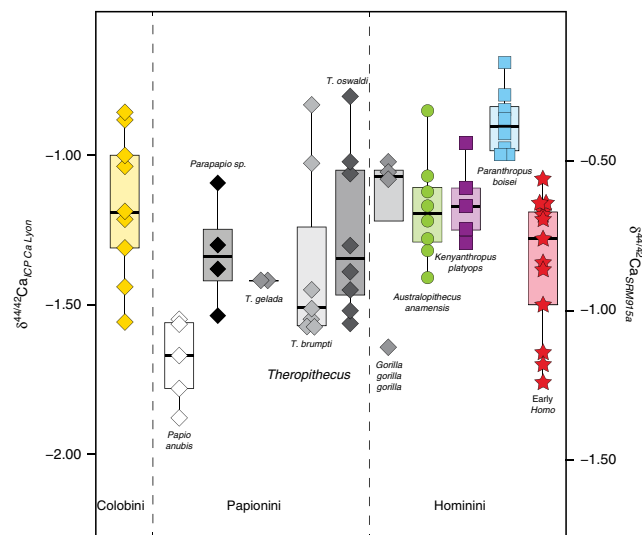 T. oswaldi
Parapapio sp.
−1.00
−0.50
Paranthropus
boisei
Kenyanthropus
platyops
T. gelada
Australopithecus
anamensis
−1.50
−1.00
T. brumpti
Theropithecus
Gorilla
gorilla
gorilla
Early
Homo
Papio
anubis
−2.00
−1.50
Colobini
Papionini
Hominini
δ44/42CaICP Ca Lyon
δ44/42CaSRM915a